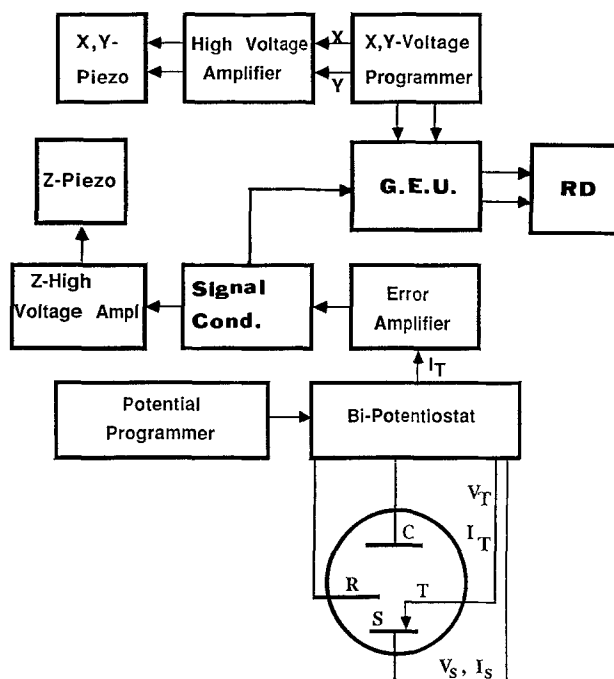 X,Y-
Piezo
High Voltage
Amplifier
X
Y
X,Y-Voltage
Programmer
Z-Piezo
G.E.U.
RD
Z-High
Voltage Ampl
Signal
Cond.
Error
Amplifier
I_T
Potential
Programmer
Bi-Potentiostat
V_T
I_T
C
R
T
S
V_S , I_S